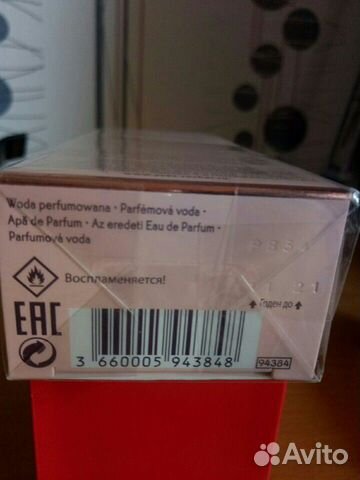 Woda perfumowana · Parfémová voda ·
Apă de Parfum · Az eredeti Eau de Parfum ·
Parfumová voda
Воспламеняется!
21
Годен до
EAC
3 660005 943848
94384
Avito